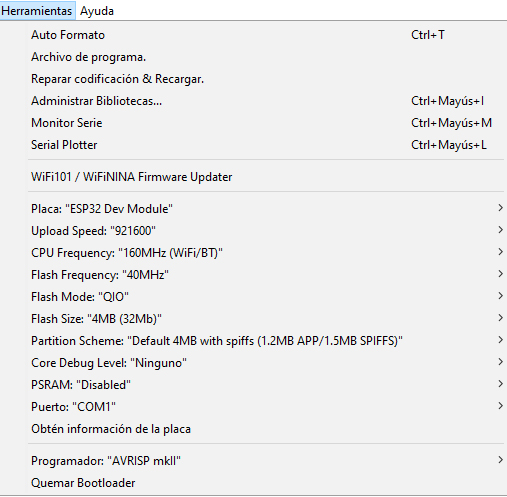 Herramientas Ayuda
Auto Formato Ctrl+T
Archivo de programa.
Reparar codificación & Recargar.
Administrar Bibliotecas... Ctrl+Mayús+I
Monitor Serie Ctrl+Mayús+M
Serial Plotter Ctrl+Mayús+L
WiFi101 / WiFiNINA Firmware Updater
Placa: "ESP32 Dev Module"
Upload Speed: "921600"
CPU Frequency: "160MHz (WiFi/BT)"
Flash Frequency: "40MHz"
Flash Mode: "QIO"
Flash Size: "4MB (32Mb)"
Partition Scheme: "Default 4MB with spiffs (1.2MB APP/1.5MB SPIFFS)"
Core Debug Level: "Ninguno"
PSRAM: "Disabled"
Puerto: "COM1"
Obtén información de la placa
Programador: "AVRISP mkII"
Quemar Bootloader